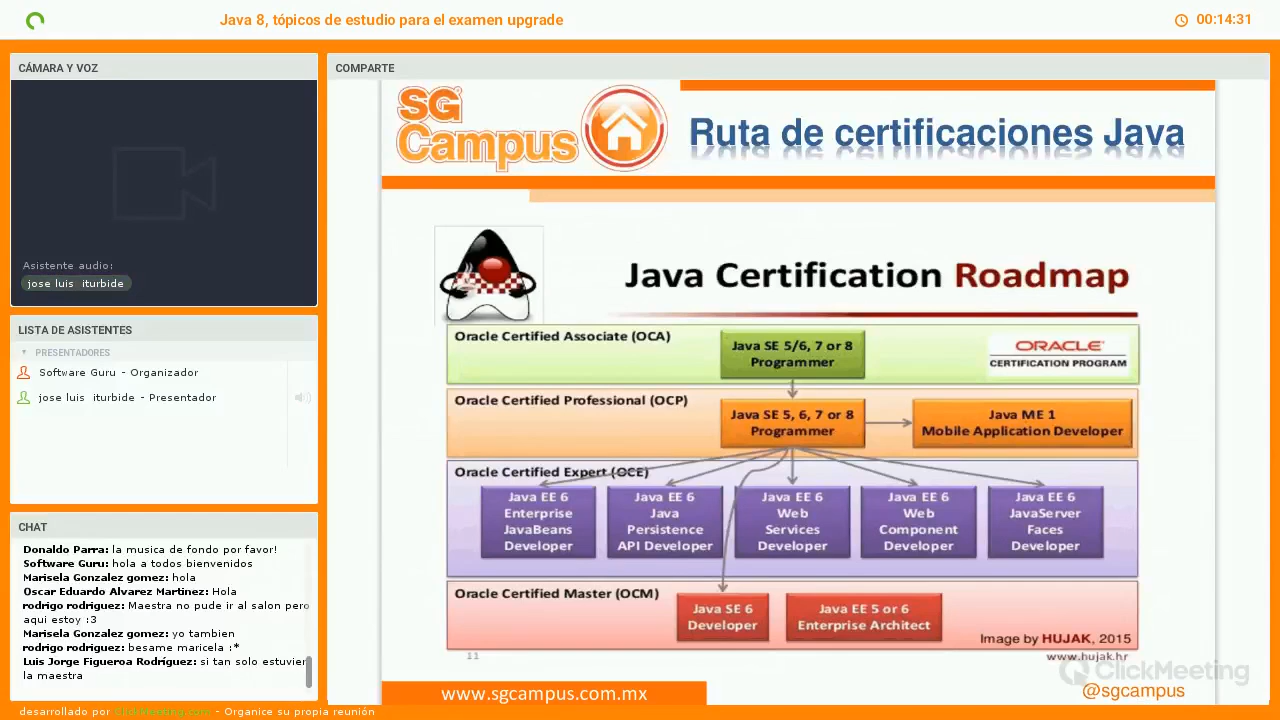 Java 8, tópicos de estudio para el examen upgrade
00:14:31
CÁMARA Y VOZ
Asistente audio:
jose luis iturbide
LISTA DE ASISTENTES
PRESENTADORES
Software Guru - Organizador
jose luis iturbide - Presentador
CHAT
Donaldo Parra: la musica de fondo por favor!
Software Guru: hola a todos bienvenidos
Marisela Gonzalez gomez: hola
Oscar Eduardo Alvarez Martinez: Hola
rodrigo rodriguez: Maestra no pude ir al salon pero
aqui estoy :3
Marisela Gonzalez gomez: yo tambien
rodrigo rodriguez: besame maricela :*
Luis Jorge Figueroa Rodríguez: si tan solo estuvier
la maestra
desarrollado por ClickMeeting.com - Organice su propia reunión
COMPARTE
SG
Campus
Ruta de certificaciones Java
Java Certification Roadmap
Oracle Certified Associate (OCA)
Java SE 5/6, 7 or 8
Programmer
ORACLE
CERTIFICATION PROGRAM
Oracle Certified Professional (OCP)
Java SE 5, 6, 7 or 8
Programmer
Java ME 1
Mobile Application Developer
Oracle Certified Expert (OCE)
Java EE 6
Enterprise
JavaBeans
Developer
Java EE 6
Java
Persistence
API Developer
Java EE 6
Web
Services
Developer
Java EE 6
Web
Component
Developer
Java EE 6
JavaServer
Faces
Developer
Oracle Certified Master (OCM)
Java SE 6
Developer
Java EE 5 or 6
Enterprise Architect
Image by HUJAK, 2015
11
www.hujak.hr
ClickMeeting
www.sgcampus.com.mx
@sgcampus